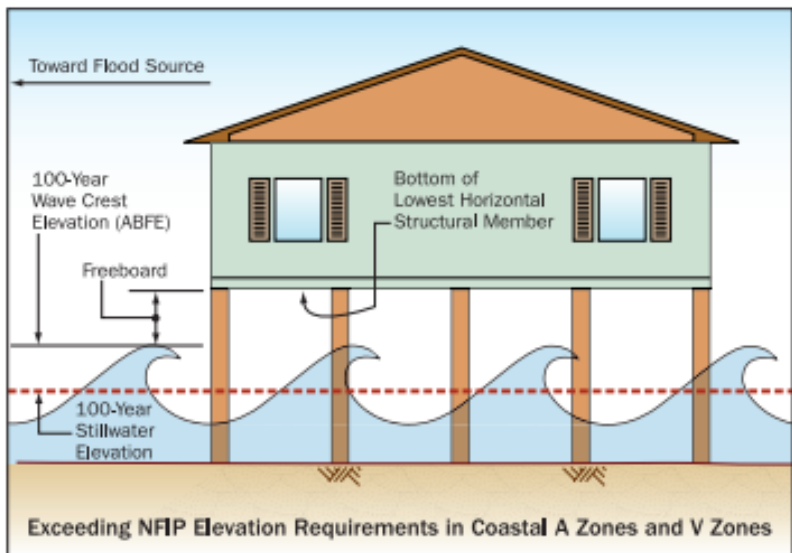 Toward Flood Source
100-Year
Wave Crest
Elevation (ABFE)
Freeboard
Bottom of
Lowest Horizontal
Structural Member
100-Year
Stillwater
Elevation
Exceeding NFIP Elevation Requirements in Coastal A Zones and V Zones